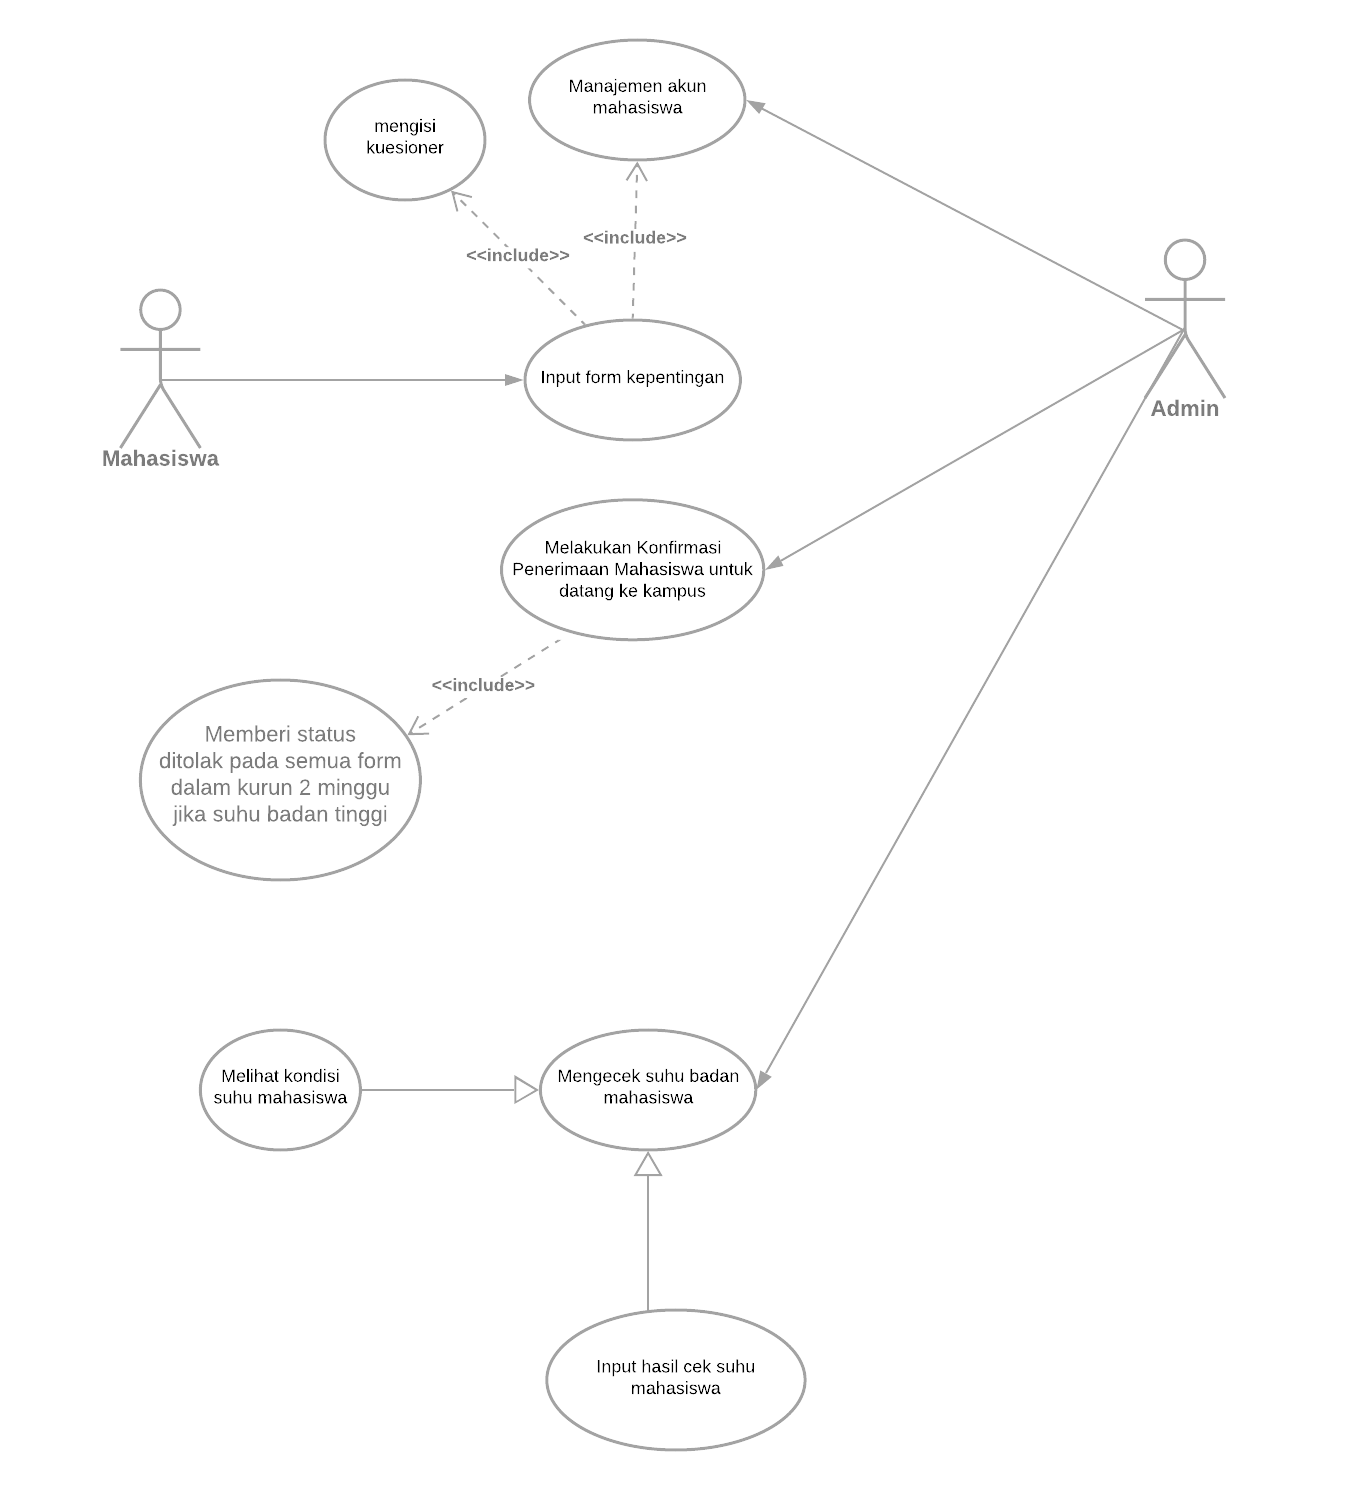 Manajemen akun
mahasiswa
mengisi
kuesioner
<<include>>
<<include>>
Input form kepentingan
Mahasiswa
Admin
Melakukan Konfirmasi
Penerimaan Mahasiswa untuk
datang ke kampus
<<include>>
Memberi status
ditolak pada semua form
dalam kurun 2 minggu
jika suhu badan tinggi
Melihat kondisi
suhu mahasiswa
Mengecek suhu badan
mahasiswa
Input hasil cek suhu
mahasiswa